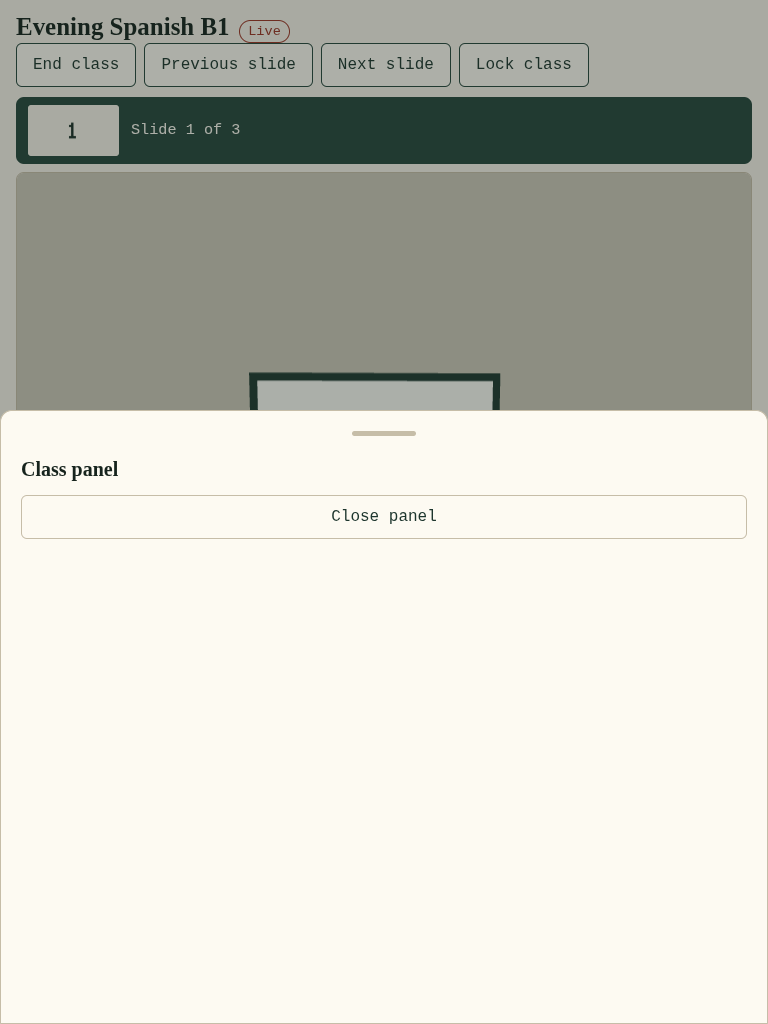 Evening Spanish B1 Live
End class Previous slide Next slide Lock class
1 Slide 1 of 3
Class panel
Close panel